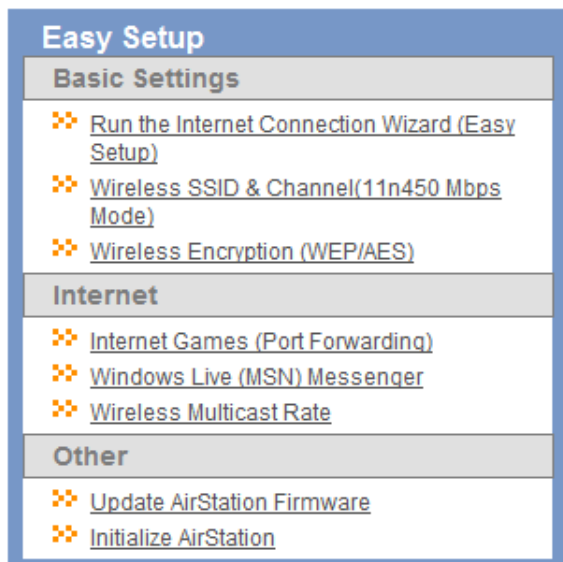 Easy Setup
Basic Settings
Run the Internet Connection Wizard (Easy
Setup)
Wireless SSID & Channel(11n450 Mbps
Mode)
Wireless Encryption (WEP/AES)
Internet
Internet Games (Port Forwarding)
Windows Live (MSN) Messenger
Wireless Multicast Rate
Other
Update AirStation Firmware
Initialize AirStation